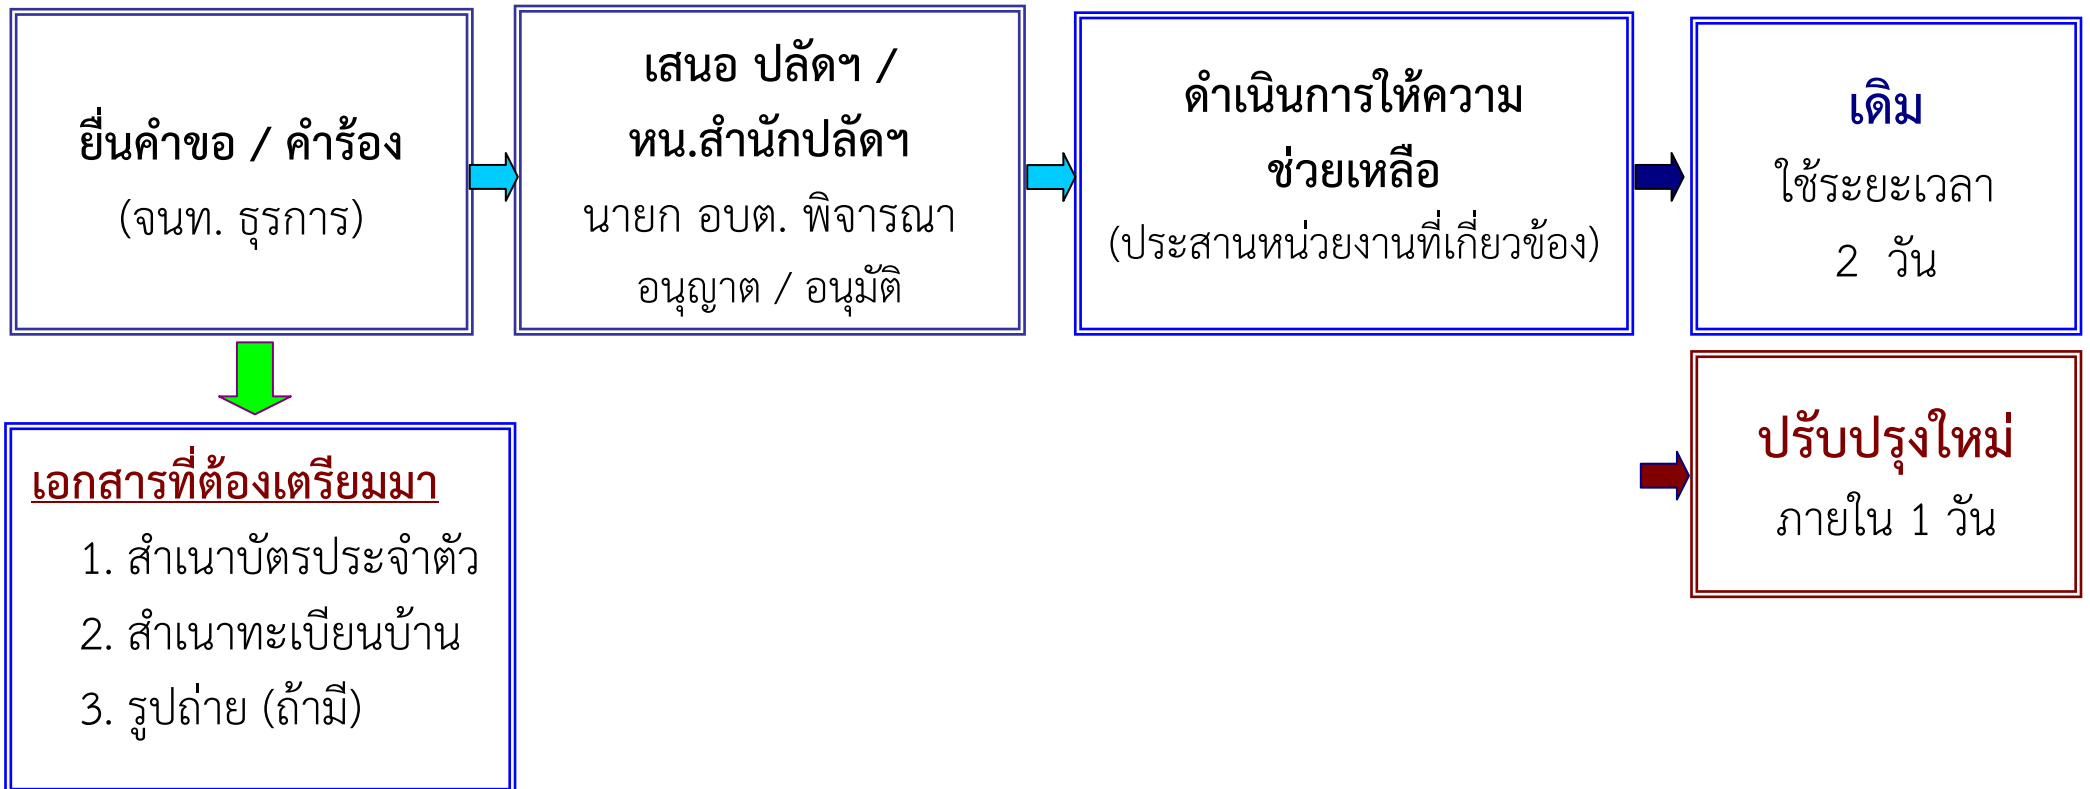 ยื่นคำขอ / คำร้อง
(จนท. ธุรการ)
เสนอ ปลัดฯ /
หน.สำนักปลัดฯ
นายก อบต. พิจารณา
อนุญาต / อนุมัติ
ดำเนินการให้ความ
ช่วยเหลือ
(ประสานหน่วยงานที่เกี่ยวข้อง)
เดิม
ใช้ระยะเวลา
2 วัน
ปรับปรุงใหม่
ภายใน 1 วัน
เอกสารที่ต้องเตรียมมา
1. สำเนาบัตรประจำตัว
2. สำเนาทะเบียนบ้าน
3. รูปถ่าย (ถ้ามี)